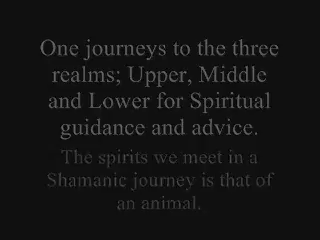 One journeys to the three
realms; Upper, Middle
and Lower for Spiritual
guidance and advice.
The spirits we meet in a
Shamanic journey is that of
an animal.